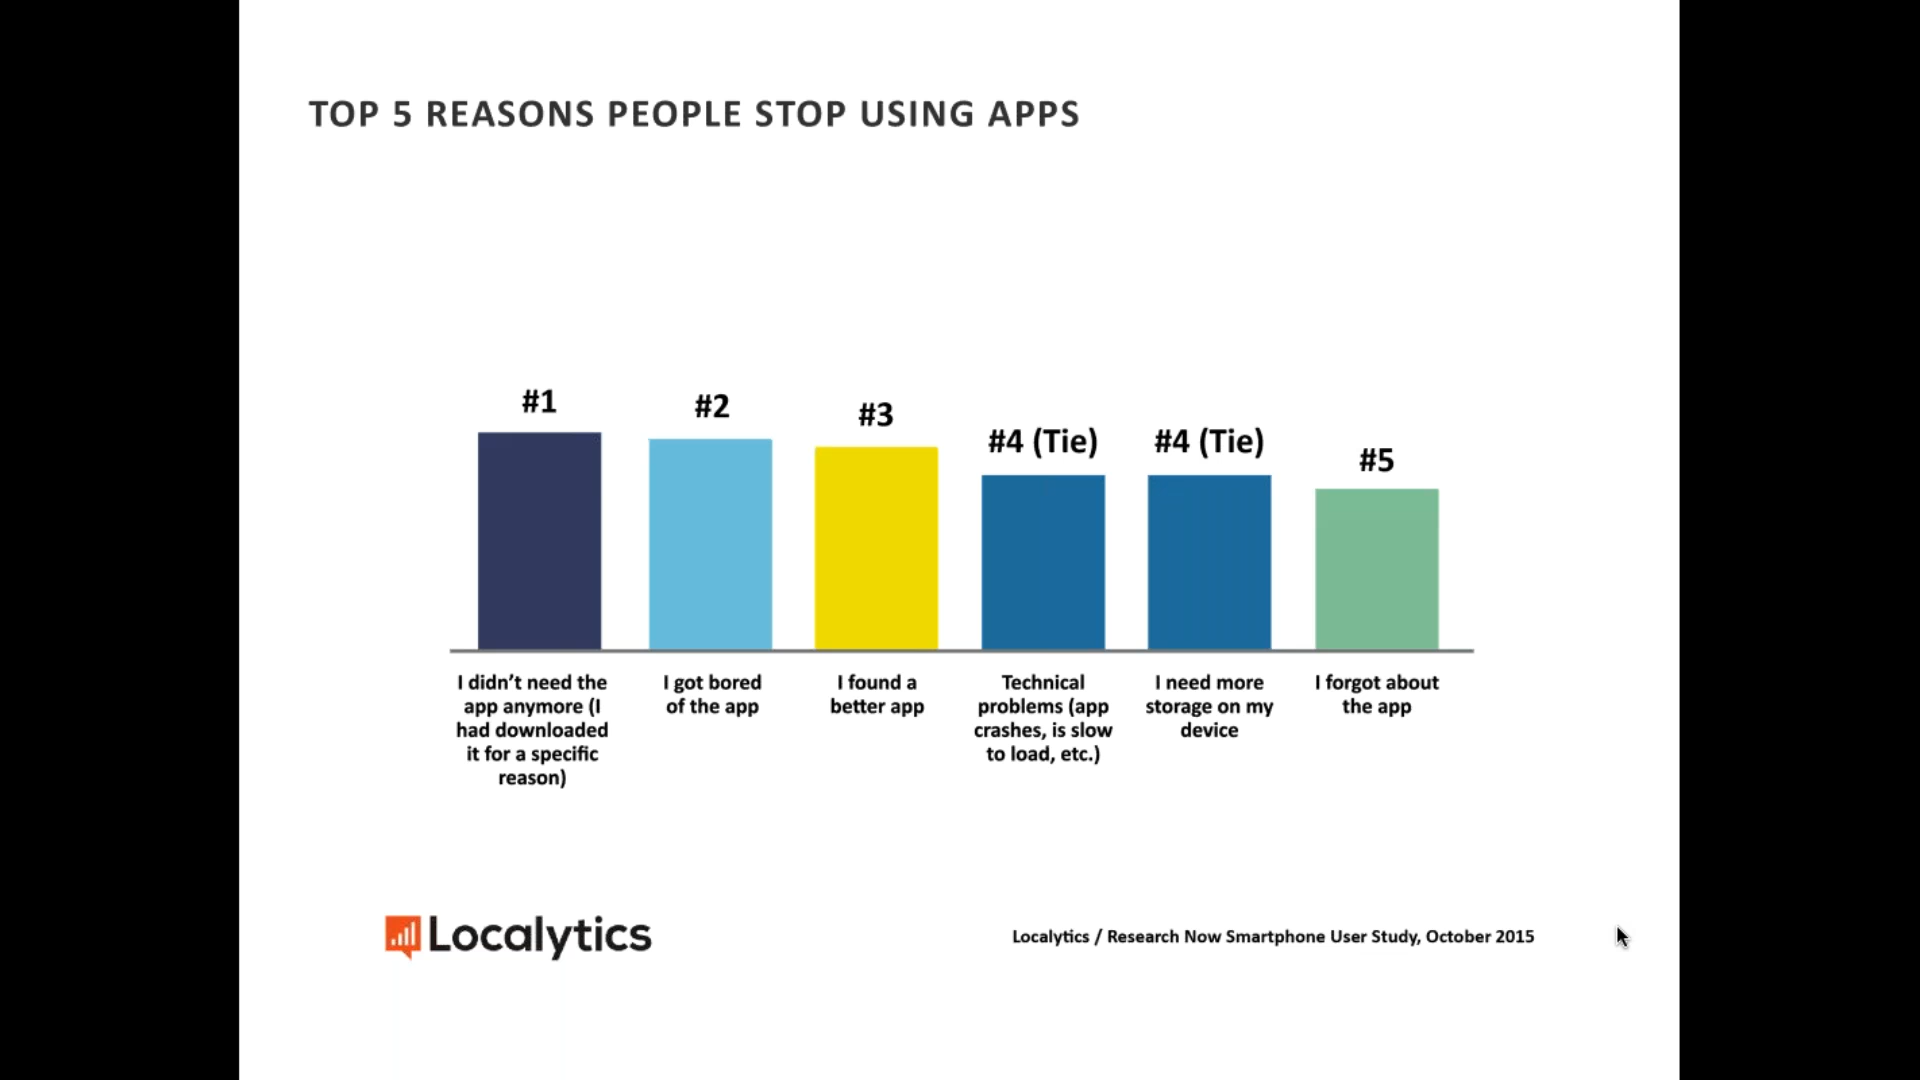 TOP 5 REASONS PEOPLE STOP USING APPS
#1
#2
#3
#4 (Tie)
#4 (Tie)
#5
I didn’t need the
app anymore (I
had downloaded
it for a specific
reason)
I got bored
of the app
I found a
better app
Technical
problems (app
crashes, is slow
to load, etc.)
I need more
storage on my
device
I forgot about
the app
Localytics
Localytics / Research Now Smartphone User Study, October 2015